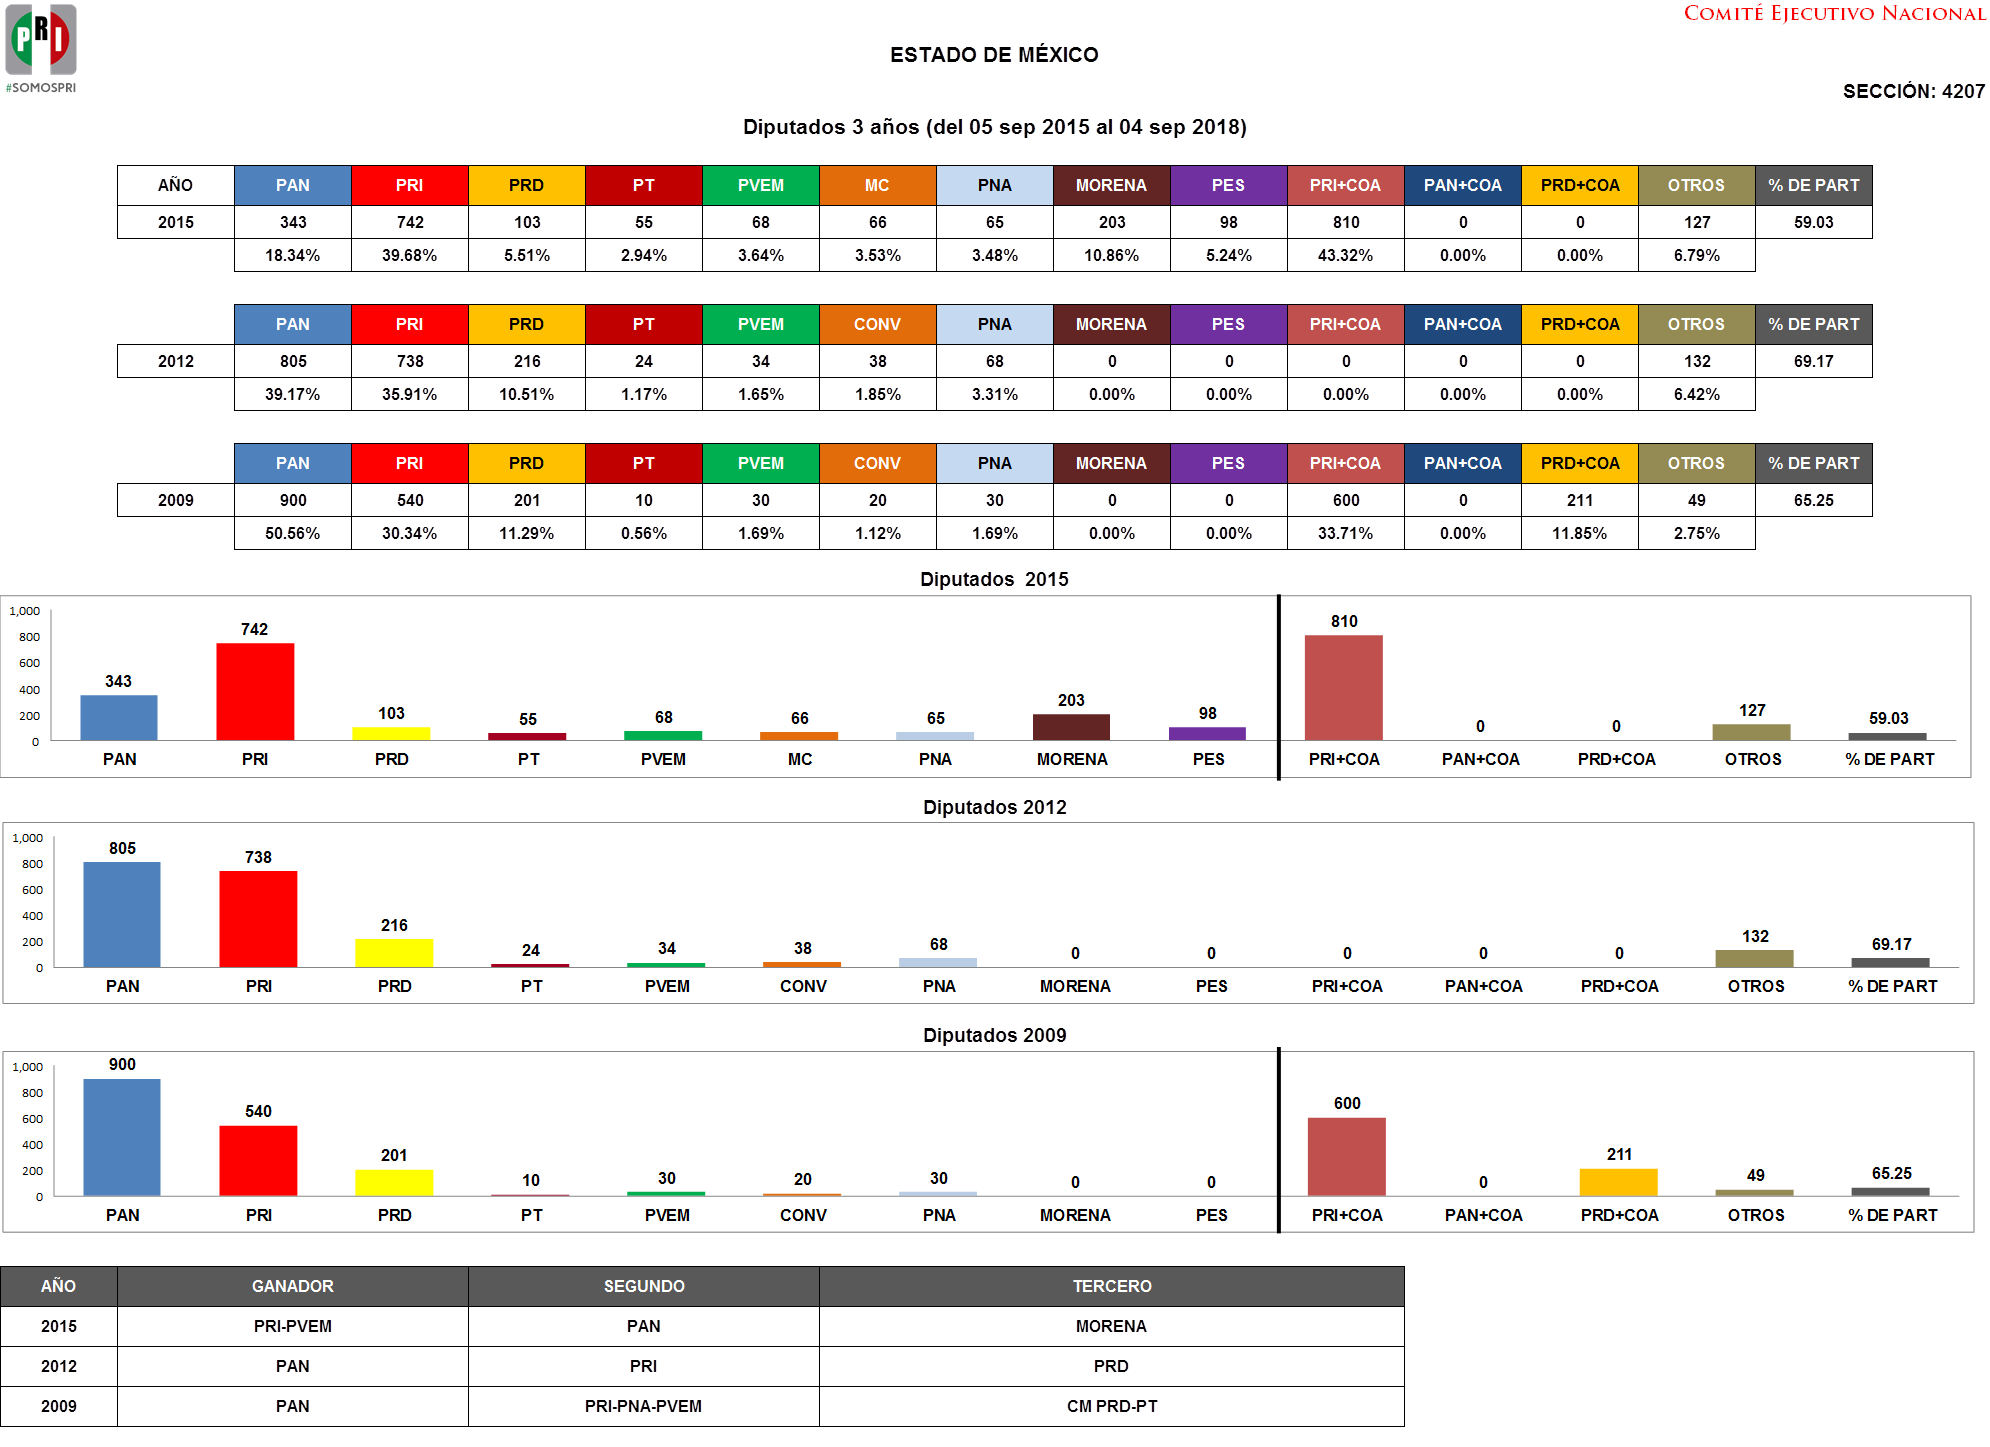 PRI
#SOMOSPRI
COMITÉ EJECUTIVO NACIONAL
ESTADO DE MÉXICO
SECCIÓN: 4207
Diputados 3 años (del 05 sep 2015 al 04 sep 2018)
AÑO PAN PRI PRD PT PVEM MC PNA MORENA PES PRI+COA PAN+COA PRD+COA OTROS % DE PART
2015 343 742 103 55 68 66 65 203 98 810 0 0 127 59.03
18.34% 39.68% 5.51% 2.94% 3.64% 3.53% 3.48% 10.86% 5.24% 43.32% 0.00% 0.00% 6.79%
PAN PRI PRD PT PVEM CONV PNA MORENA PES PRI+COA PAN+COA PRD+COA OTROS % DE PART
2012 805 738 216 24 34 38 68 0 0 0 0 0 132 69.17
39.17% 35.91% 10.51% 1.17% 1.65% 1.85% 3.31% 0.00% 0.00% 0.00% 0.00% 0.00% 6.42%
PAN PRI PRD PT PVEM CONV PNA MORENA PES PRI+COA PAN+COA PRD+COA OTROS % DE PART
2009 900 540 201 10 30 20 30 0 0 600 0 211 49 65.25
50.56% 30.34% 11.29% 0.56% 1.69% 1.12% 1.69% 0.00% 0.00% 33.71% 0.00% 11.85% 2.75%
Diputados 2015
1,000
800
600
400
200
0
343 742 103 55 68 66 65 203 98 810 0 0 127 59.03
PAN PRI PRD PT PVEM MC PNA MORENA PES PRI+COA PAN+COA PRD+COA OTROS % DE PART
Diputados 2012
1,000
800
600
400
200
0
805 738 216 24 34 38 68 0 0 0 0 0 132 69.17
PAN PRI PRD PT PVEM CONV PNA MORENA PES PRI+COA PAN+COA PRD+COA OTROS % DE PART
Diputados 2009
1,000
800
600
400
200
0
900 540 201 10 30 20 30 0 0 600 0 211 49 65.25
PAN PRI PRD PT PVEM CONV PNA MORENA PES PRI+COA PAN+COA PRD+COA OTROS % DE PART
AÑO GANADOR SEGUNDO TERCERO
2015 PRI-PVEM PAN MORENA
2012 PAN PRI PRD
2009 PAN PRI-PNA-PVEM CM PRD-PT